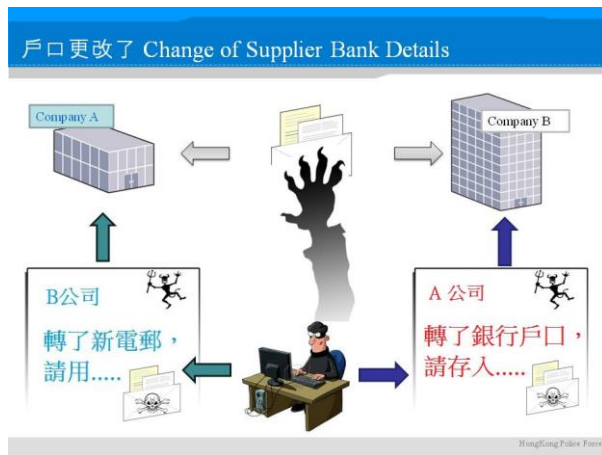 戶口更改了 Change of Supplier Bank Details
Company A
Company B
B公司
轉了新電郵，
請用.....
A 公司
轉了銀行戶口，
請存入.....
HongKong Police Force